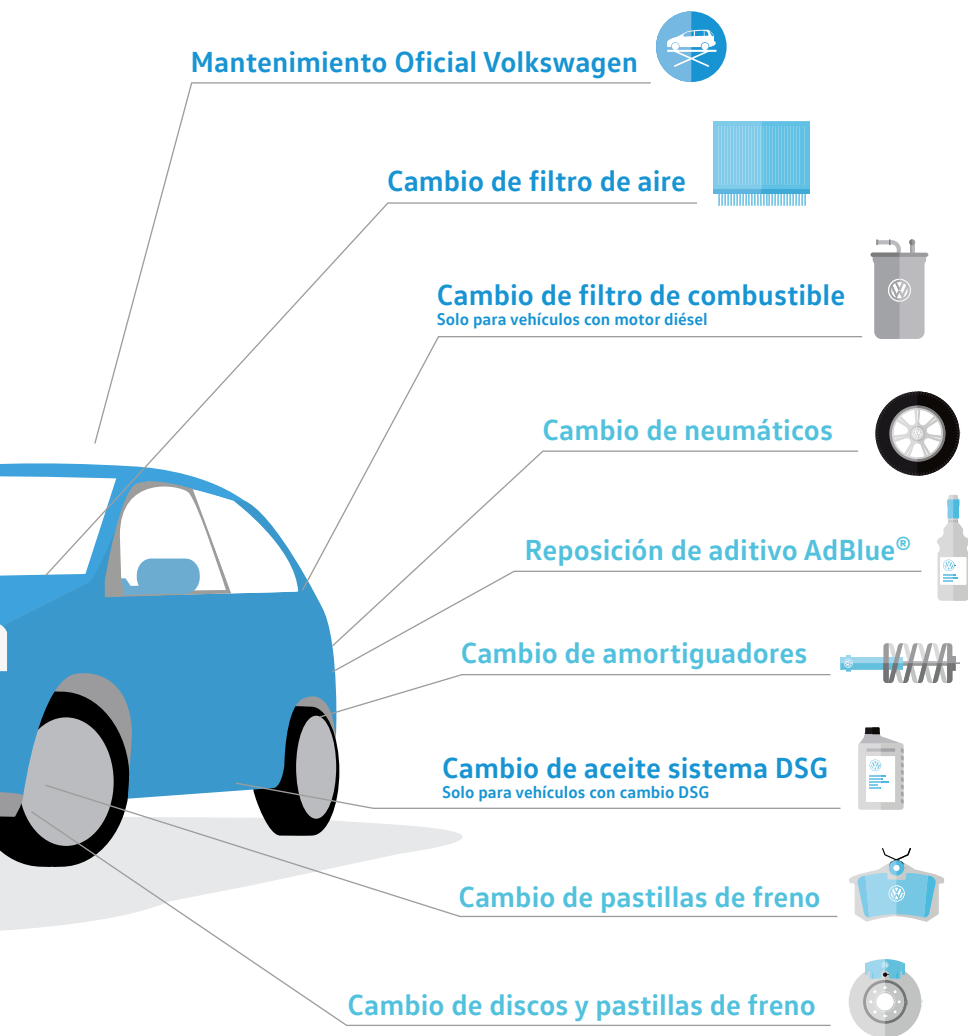 Mantenimiento Oficial Volkswagen
Cambio de filtro de aire
Cambio de filtro de combustible
Solo para vehículos con motor diésel
Cambio de neumáticos
Reposición de aditivo AdBlue®
Cambio de amortiguadores
Cambio de aceite sistema DSG
Solo para vehículos con cambio DSG
Cambio de pastillas de freno
Cambio de discos y pastillas de freno